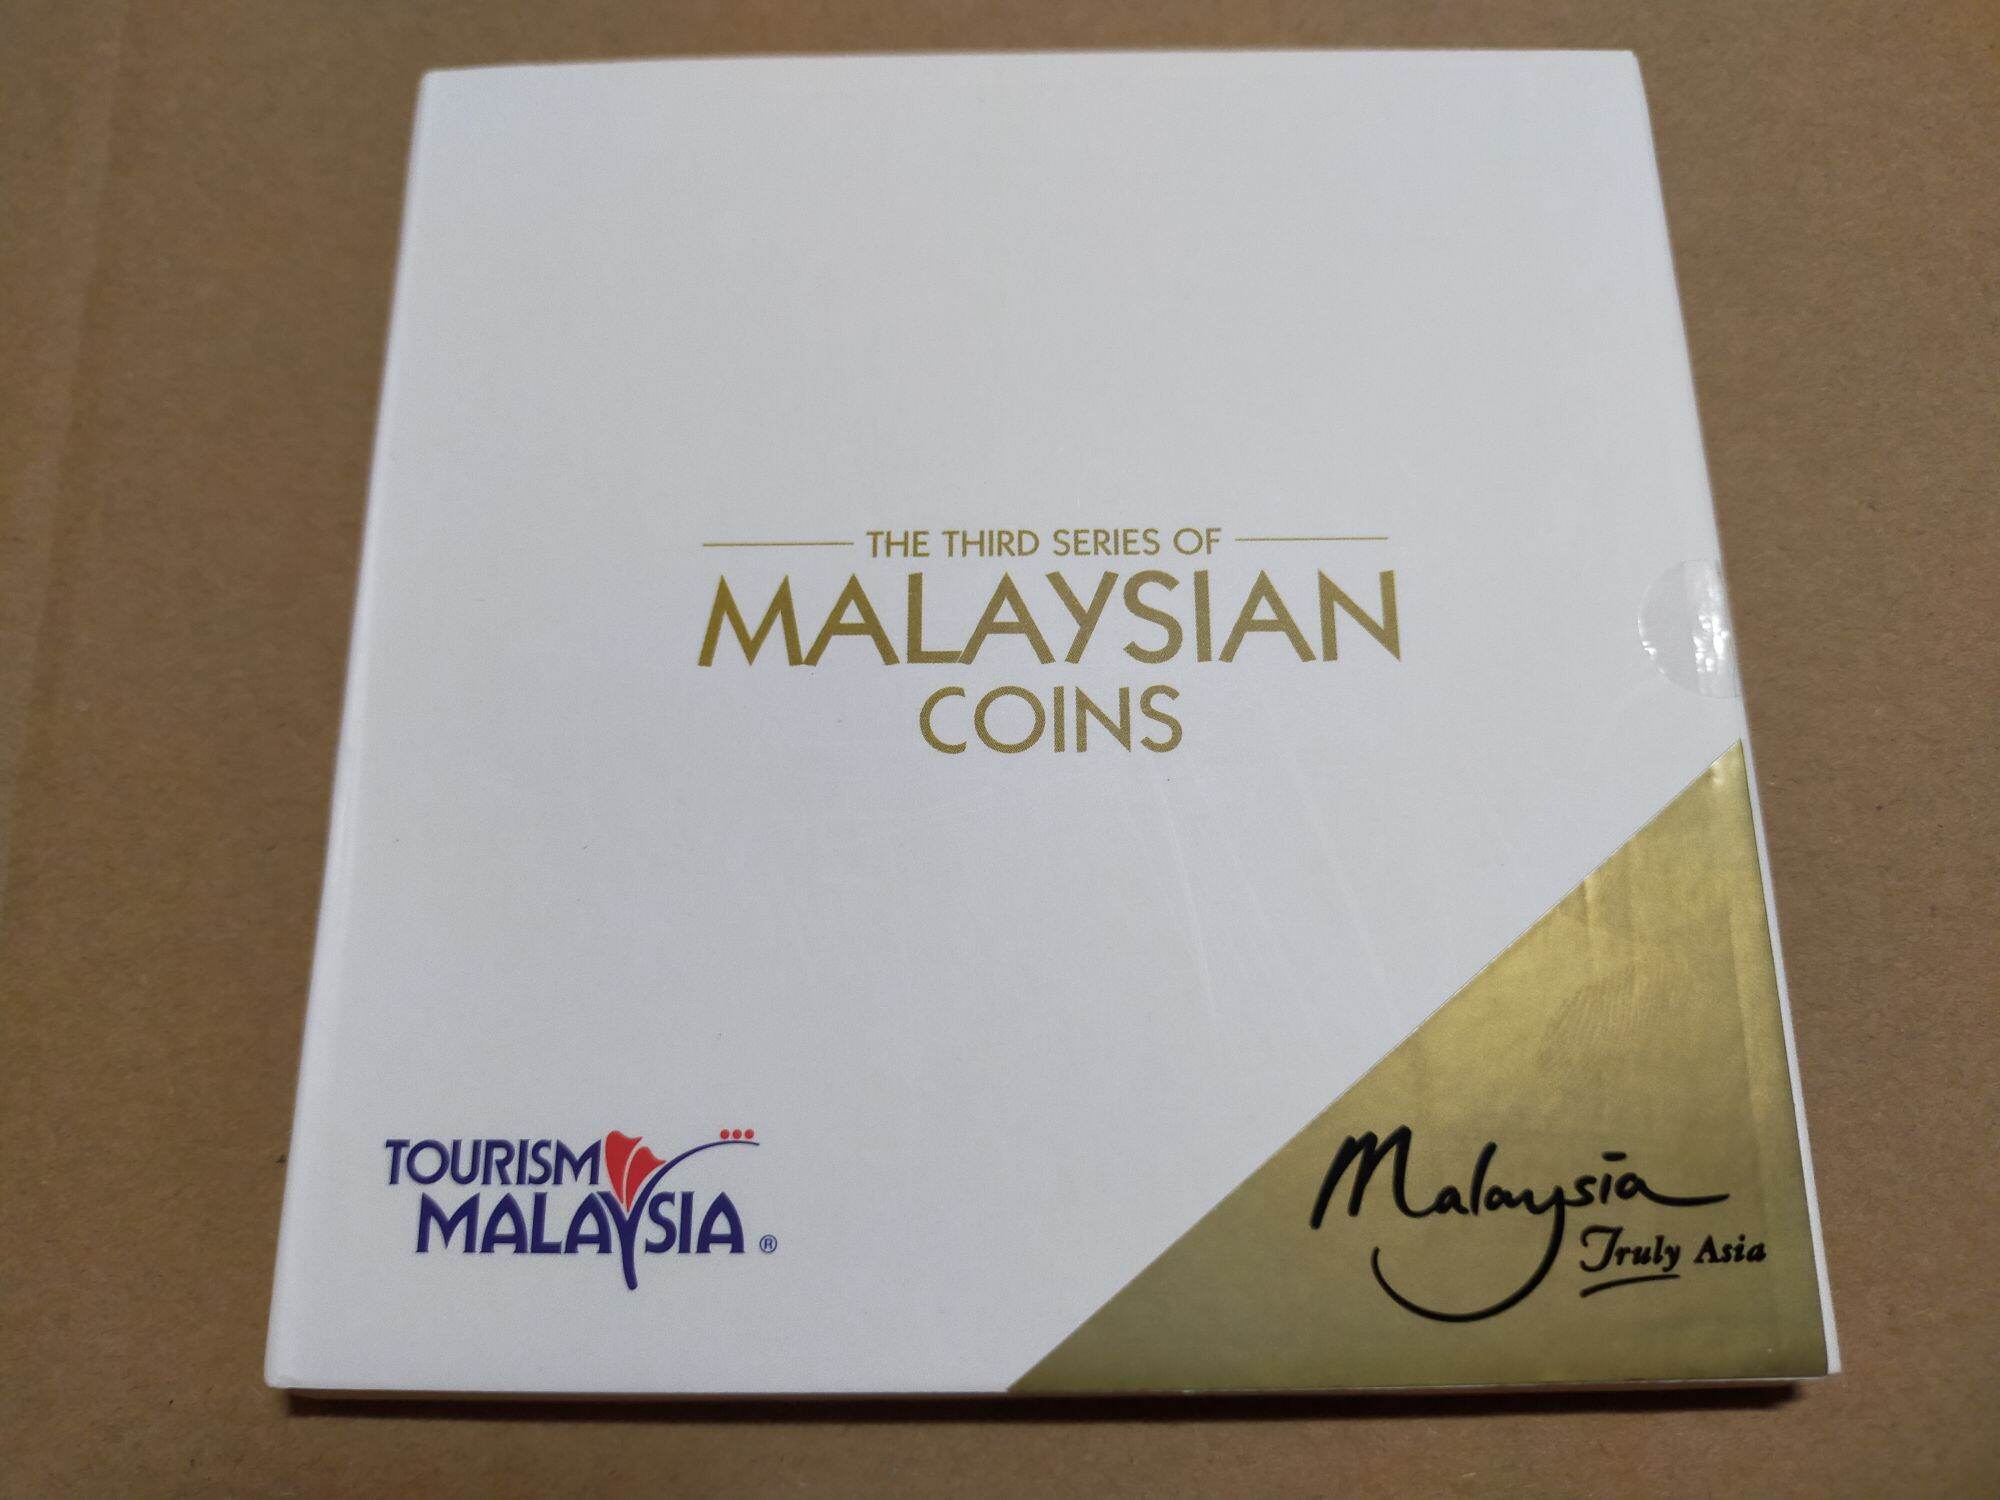 THE THIRD SERIES OF
MALAYSIAN
COINS
TOURISM
MALAYSIA ®
Malaysia
Truly Asia